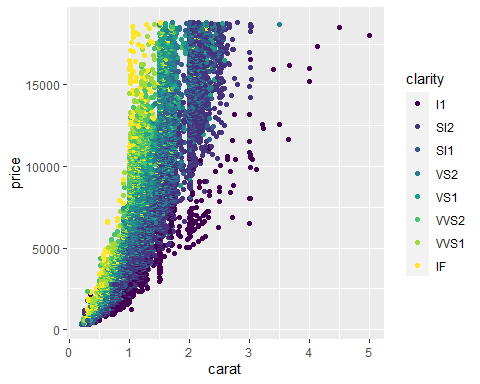 15000
10000
5000
0
price
0
1
2
3
4
5
carat
clarity
I1
SI2
SI1
VS2
VS1
VVS2
VVS1
IF